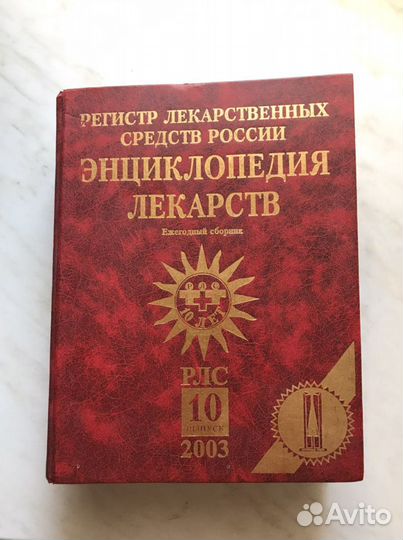 РЕГИСТР ЛЕКАРСТВЕННЫХ
СРЕДСТВ РОССИИ
ЭНЦИКЛОПЕДИЯ
ЛЕКАРСТВ
Ежегодный сборник
10 ЛЕТ
РЛС
10
ВЫПУСК
2003
Avito